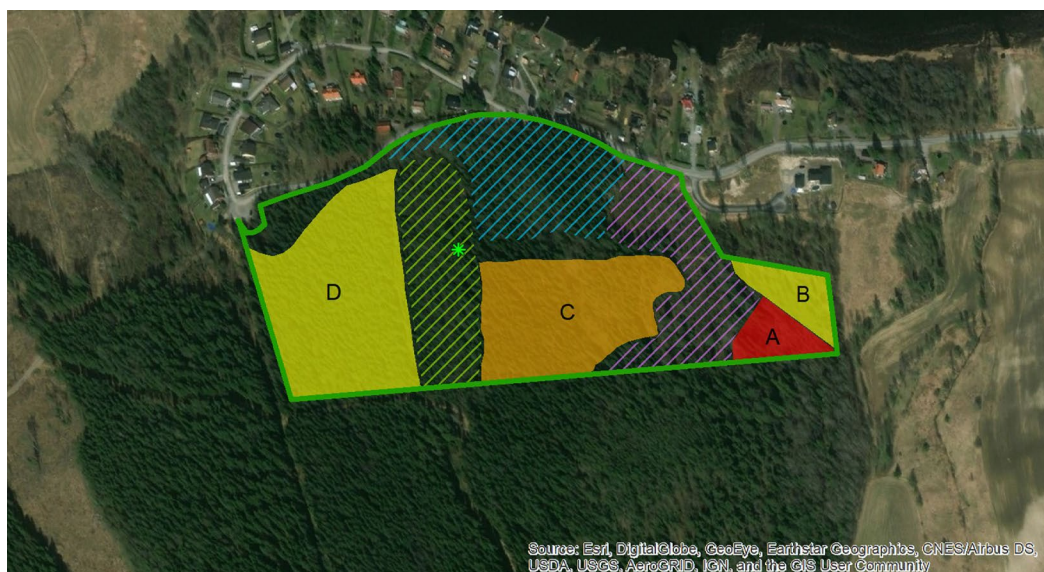 D
B
C
A
Source: Esri, DigitalGlobe, GeoEye, Earthstar Geographics, CNES/Airbus DS,
USDA, USGS, AeroGRID, IGN, and the GIS User Community